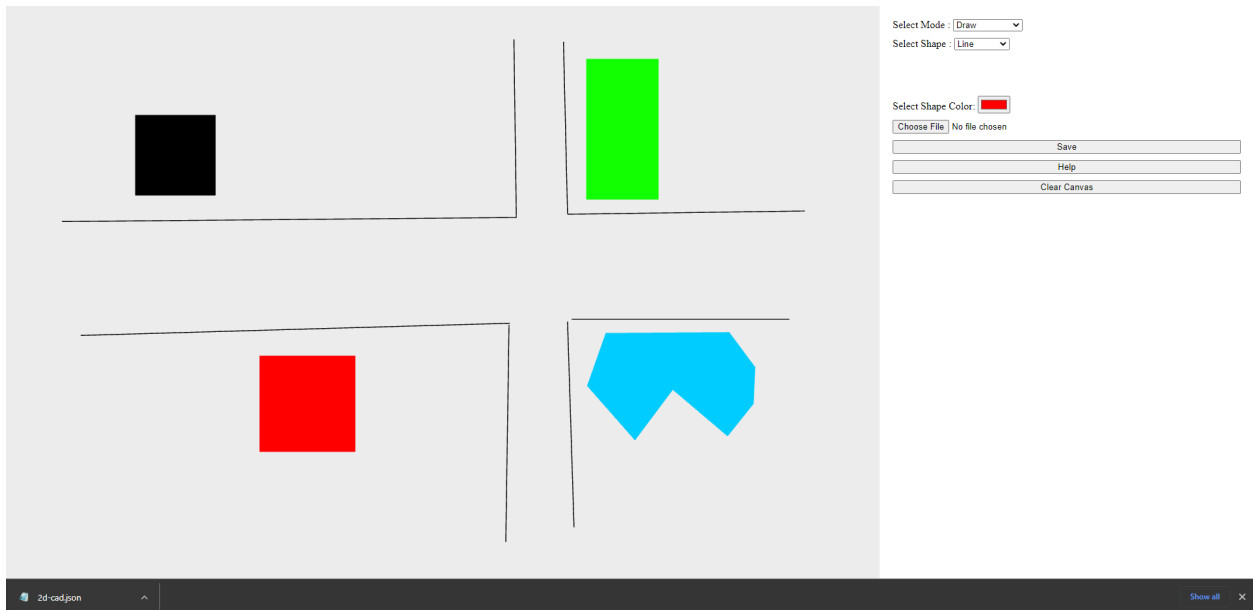 Select Mode : Draw
Select Shape : Line
Select Shape Color:
Choose File No file chosen
Save
Help
Clear Canvas
2d-cad.json
Show all